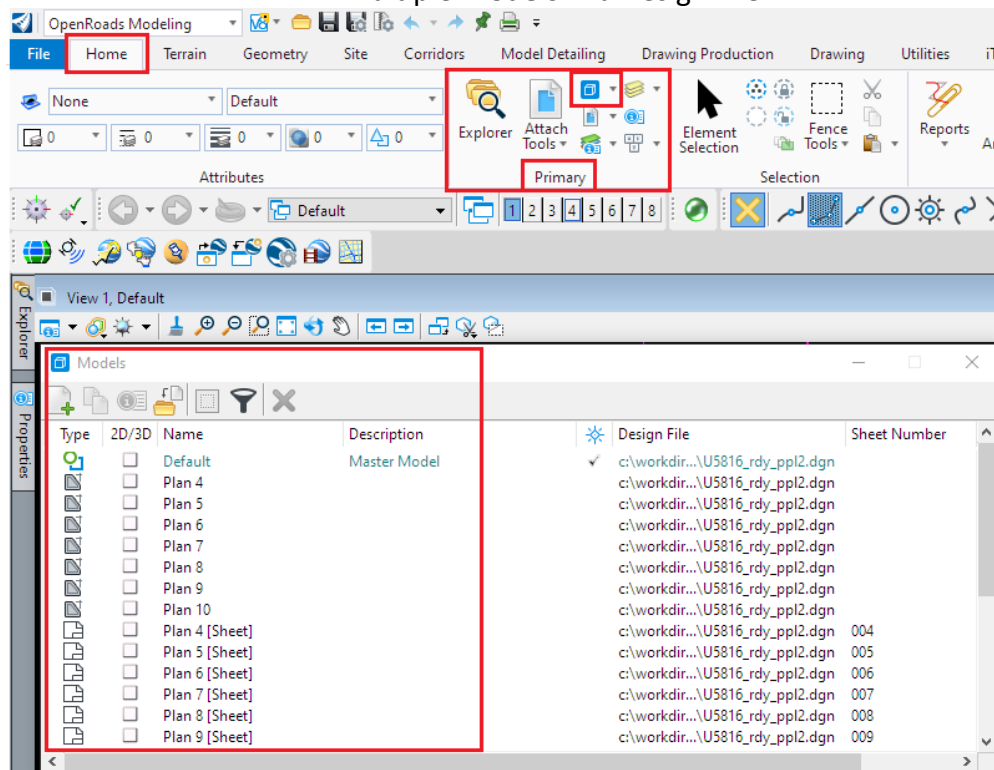 OpenRoads Modeling
File Home Terrain Geometry Site Corridors Model Detailing Drawing Production Drawing Utilities
None Default
Explorer Attach Tools Element Selection Fence Tools Reports
0 0 0 0 0
Attributes Primary Selection
Default 1 2 3 4 5 6 7 8
Explorer
View 1, Default
Properties
Models
Type 2D/3D Name Description Design File Sheet Number
Default Master Model c:\workdir...\U5816_rdy_ppl2.dgn
Plan 4 c:\workdir...\U5816_rdy_ppl2.dgn
Plan 5 c:\workdir...\U5816_rdy_ppl2.dgn
Plan 6 c:\workdir...\U5816_rdy_ppl2.dgn
Plan 7 c:\workdir...\U5816_rdy_ppl2.dgn
Plan 8 c:\workdir...\U5816_rdy_ppl2.dgn
Plan 9 c:\workdir...\U5816_rdy_ppl2.dgn
Plan 10 c:\workdir...\U5816_rdy_ppl2.dgn
Plan 4 [Sheet] c:\workdir...\U5816_rdy_ppl2.dgn 004
Plan 5 [Sheet] c:\workdir...\U5816_rdy_ppl2.dgn 005
Plan 6 [Sheet] c:\workdir...\U5816_rdy_ppl2.dgn 006
Plan 7 [Sheet] c:\workdir...\U5816_rdy_ppl2.dgn 007
Plan 8 [Sheet] c:\workdir...\U5816_rdy_ppl2.dgn 008
Plan 9 [Sheet] c:\workdir...\U5816_rdy_ppl2.dgn 009